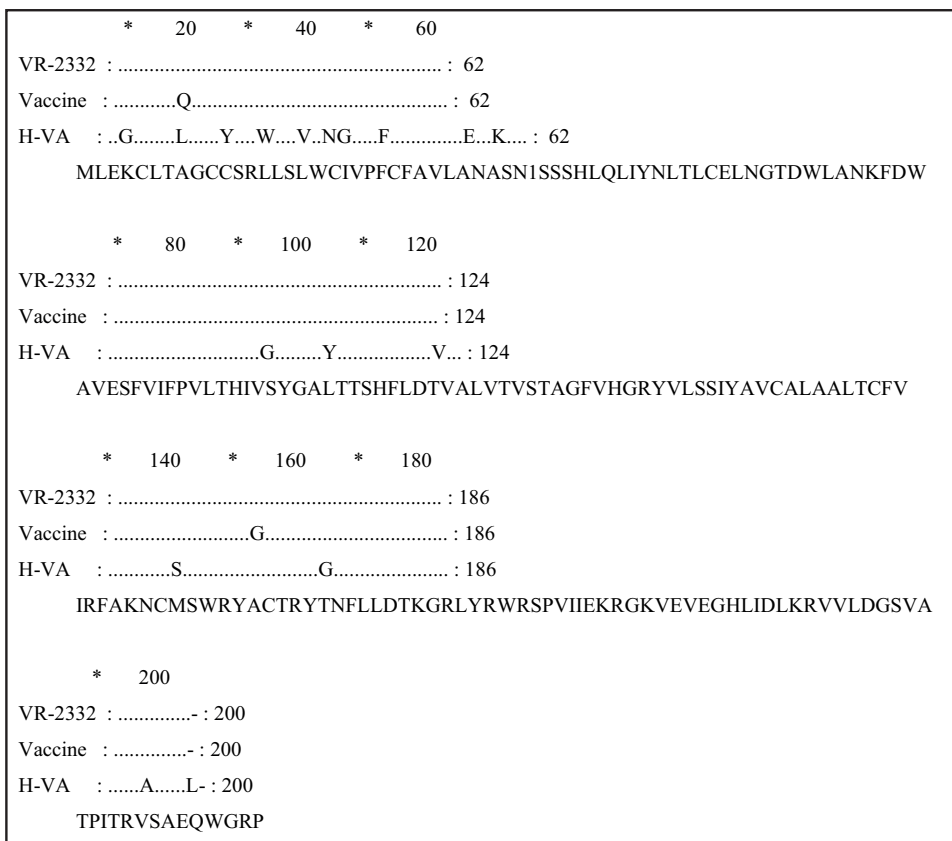 * 20 * 40 * 60
VR-2332 : .............................................................. : 62
Vaccine : ............Q................................................. : 62
H-VA : ..G........L......Y....W....V..NG.....F..............E...K.... : 62
MLEKCLTAGCCSRLLSLWCIVPFCFAVLANASN1SSSHLQLIYNLTLCELNGTDWLANKFDW
* 80 * 100 * 120
VR-2332 : .............................................................. : 124
Vaccine : .............................................................. : 124
H-VA : .............................G.........Y..................V... : 124
AVESFVIFPVLTHIVSYGALTTSHFLDTVALVTVSTAGFVHGRYVLSSIYAVCALAALTCFV
* 140 * 160 * 180
VR-2332 : .............................................................. : 186
Vaccine : ..........................G................................... : 186
H-VA : ............S..........................G...................... : 186
IRFAKNCMSWRYACTRYTNFLLDTKGRLYRWRSPVIIEKRGKVEVEGHLIDLKRVVLDGSVA
* 200
VR-2332 : ..............- : 200
Vaccine : ..............- : 200
H-VA : ......A......L- : 200
TPITRVSAEQWGRP